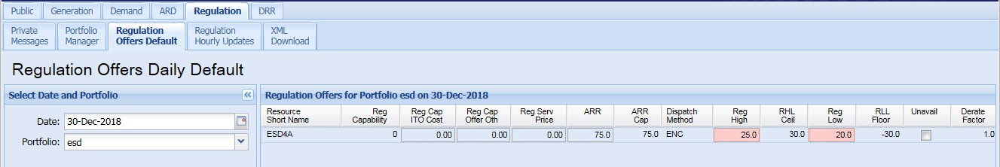 Public Generation Demand ARD Regulation DRR
Private Messages Portfolio Manager Regulation Offers Default Regulation Hourly Updates XML Download
Regulation Offers Daily Default
Select Date and Portfolio
Date: 30-Dec-2018
Portfolio: esd
Regulation Offers for Portfolio esd on 30-Dec-2018
Resource Short Name Reg Capability Reg Cap ITO Cost Reg Cap Offer Oth Reg Serv Price ARR ARR Cap Dispatch Method Reg High RHL Ceil Reg Low RLL Floor Unavail Derate Factor
ESD4A 0 0.00 0.00 0.00 75.0 75.0 ENC 25.0 30.0 20.0 -30.0 1.0